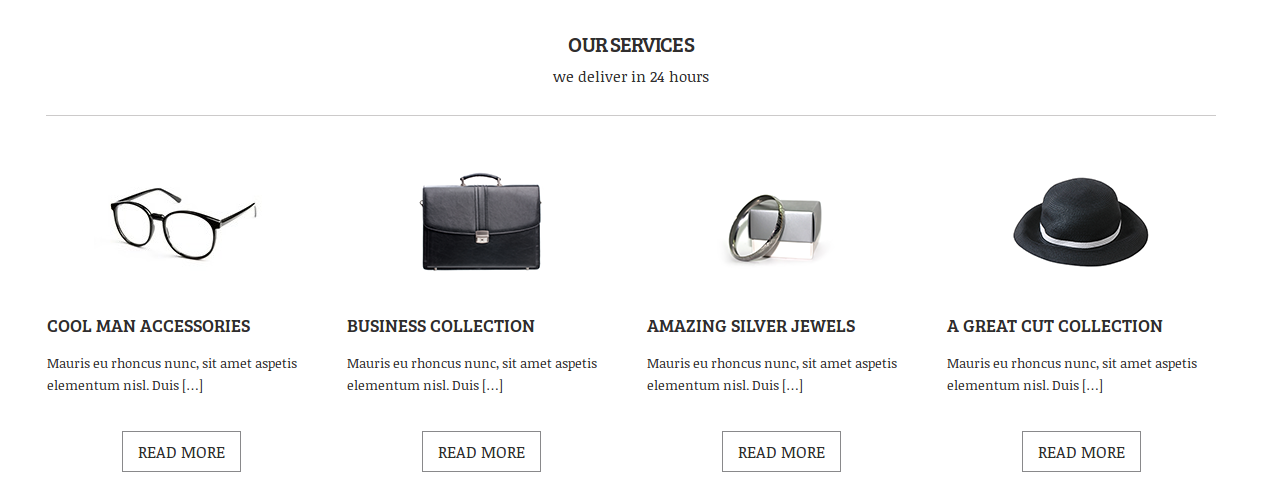 OUR SERVICES
we deliver in 24 hours
COOL MAN ACCESSORIES
Mauris eu rhoncus nunc, sit amet aspetis
elementum nisl. Duis […]
READ MORE
BUSINESS COLLECTION
Mauris eu rhoncus nunc, sit amet aspetis
elementum nisl. Duis […]
READ MORE
AMAZING SILVER JEWELS
Mauris eu rhoncus nunc, sit amet aspetis
elementum nisl. Duis […]
READ MORE
A GREAT CUT COLLECTION
Mauris eu rhoncus nunc, sit amet aspetis
elementum nisl. Duis […]
READ MORE